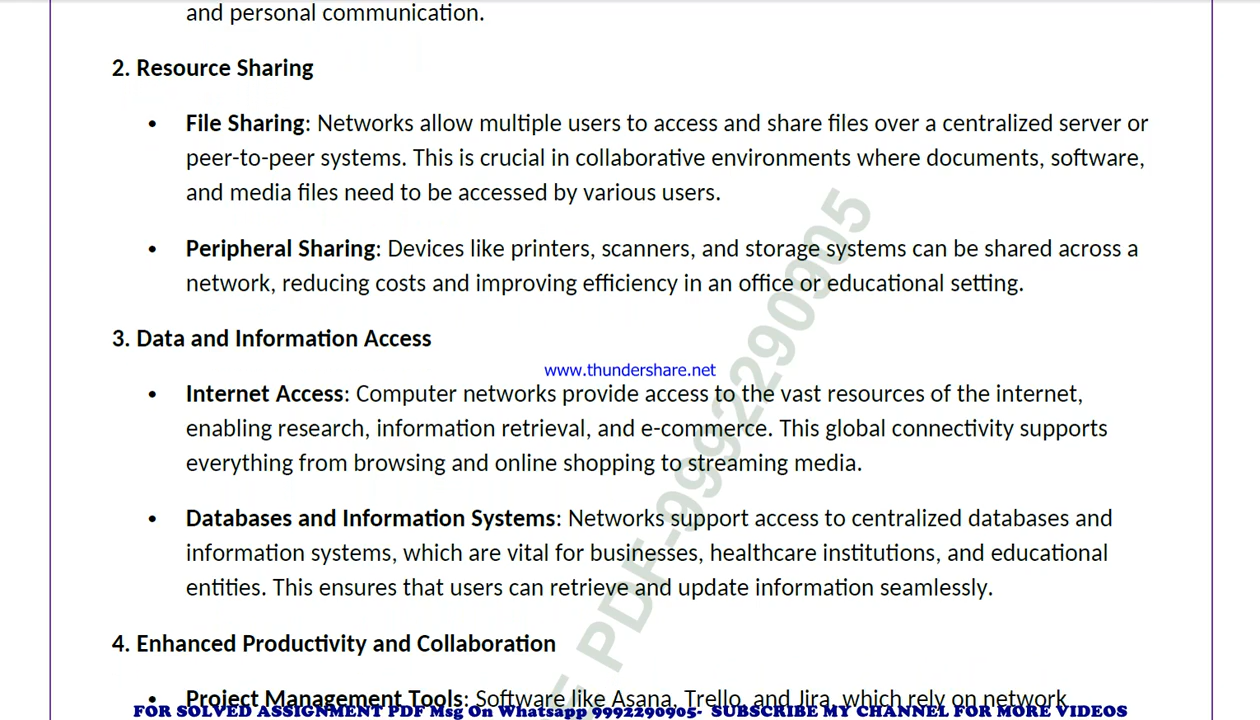 and personal communication.
2. Resource Sharing
• File Sharing: Networks allow multiple users to access and share files over a centralized server or
peer-to-peer systems. This is crucial in collaborative environments where documents, software,
and media files need to be accessed by various users.
• Peripheral Sharing: Devices like printers, scanners, and storage systems can be shared across a
network, reducing costs and improving efficiency in an office or educational setting.
3. Data and Information Access
www.thundershare.net
• Internet Access: Computer networks provide access to the vast resources of the internet,
enabling research, information retrieval, and e-commerce. This global connectivity supports
everything from browsing and online shopping to streaming media.
• Databases and Information Systems: Networks support access to centralized databases and
information systems, which are vital for businesses, healthcare institutions, and educational
entities. This ensures that users can retrieve and update information seamlessly.
4. Enhanced Productivity and Collaboration
• Project Management Tools: Software like Asana, Trello, and Jira, which rely on network
FOR SOLVED ASSIGNMENT PDF Msg On Whatsapp 9992290905- SUBSCRIBE MY CHANNEL FOR MORE VIDEOS
PDF-9992290905